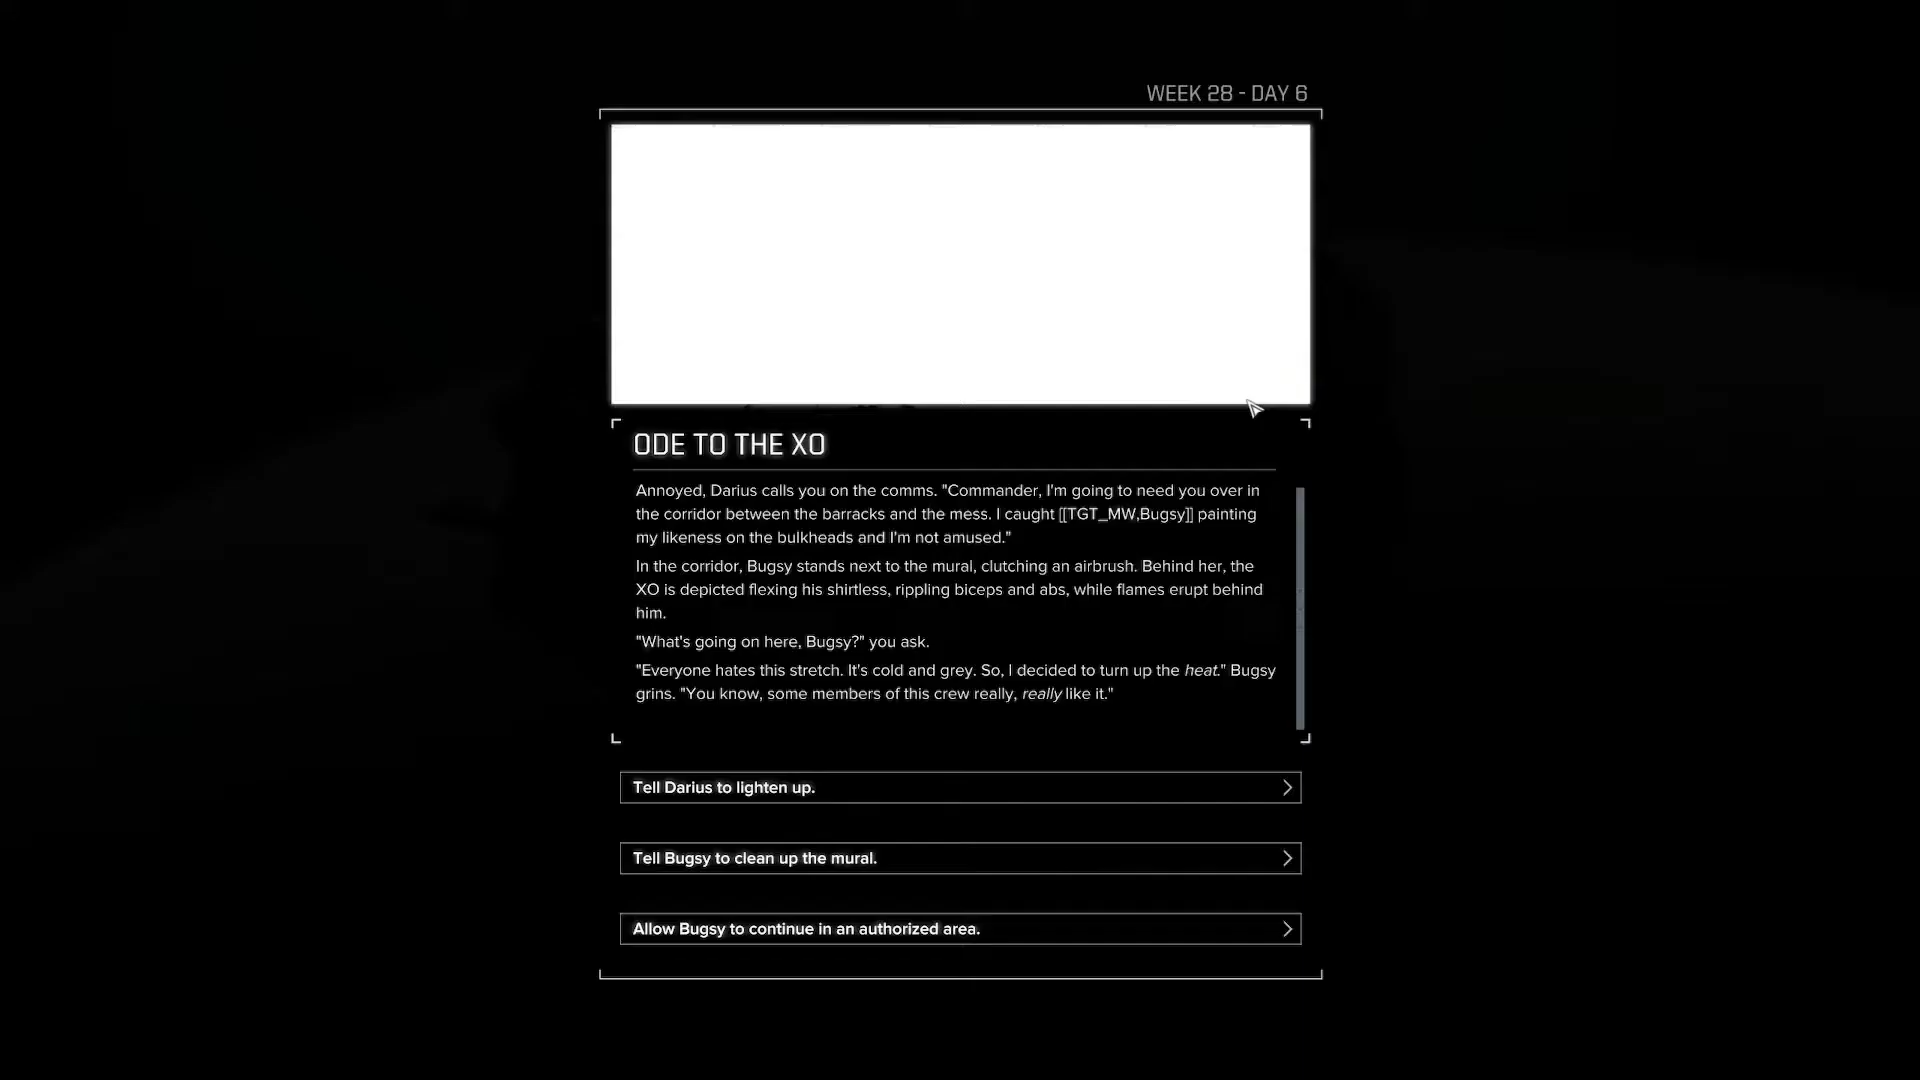 WEEK 28 - DAY 6
ODE TO THE XO
Annoyed, Darius calls you on the comms. "Commander, I'm going to need you over in
the corridor between the barracks and the mess. I caught [[TGT_MW,Bugsy]] painting
my likeness on the bulkheads and I'm not amused."
In the corridor, Bugsy stands next to the mural, clutching an airbrush. Behind her, the
XO is depicted flexing his shirtless, rippling biceps and abs, while flames erupt behind
him.
"What's going on here, Bugsy?" you ask.
"Everyone hates this stretch. It's cold and grey. So, I decided to turn up the heat." Bugsy
grins. "You know, some members of this crew really, really like it."
Tell Darius to lighten up.
Tell Bugsy to clean up the mural.
Allow Bugsy to continue in an authorized area.